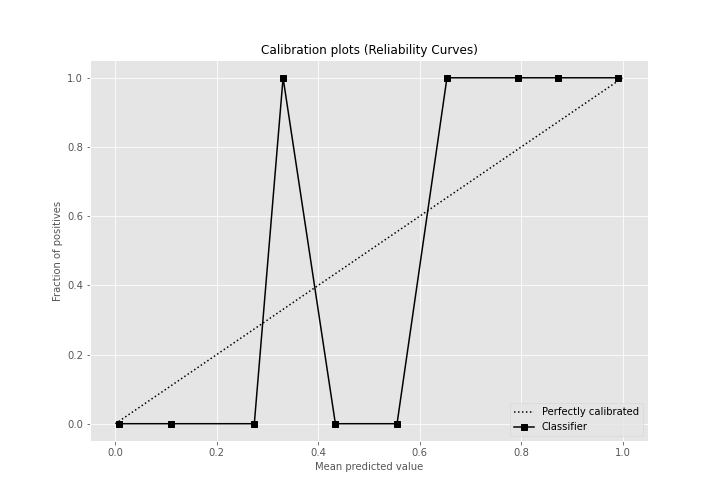 Calibration plots (Reliability Curves)
1.0
0.8
0.6
0.4
0.2
0.0
Fraction of positives
0.0 0.2 0.4 0.6 0.8 1.0
Mean predicted value
Perfectly calibrated
Classifier